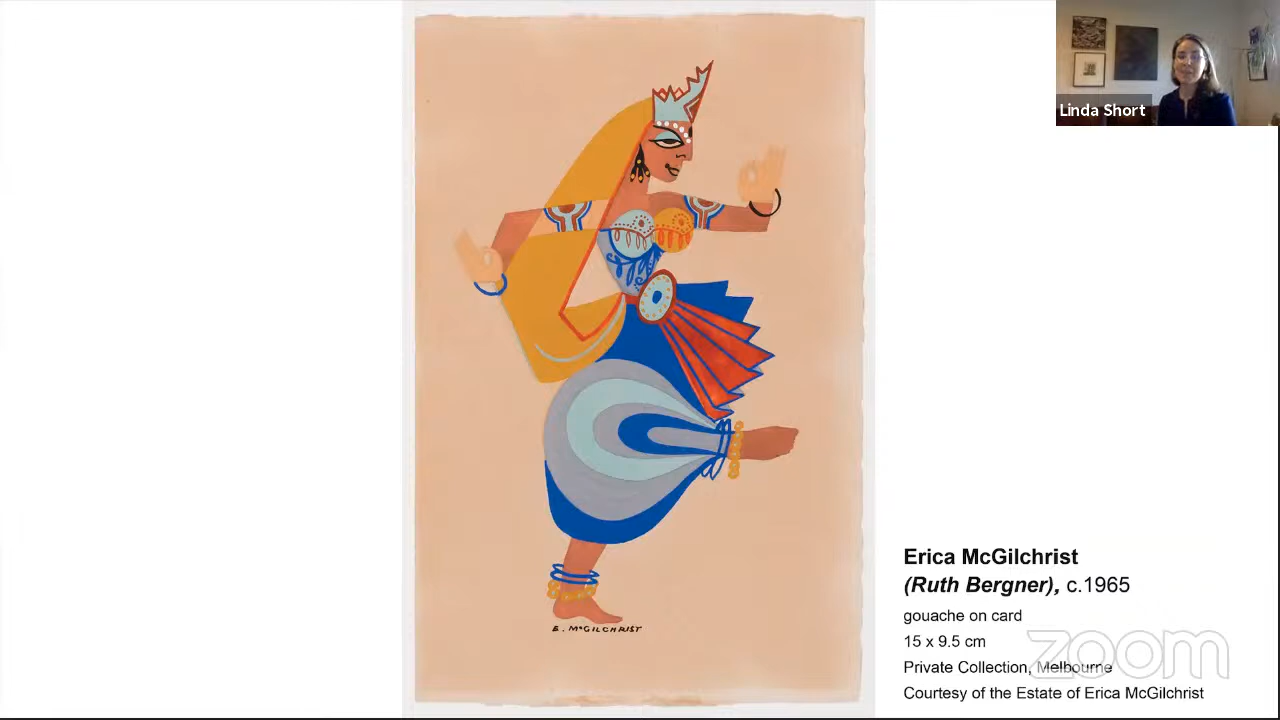 Linda Short
E. McGILCHRIST
Erica McGilchrist
(Ruth Bergner), c.1965
gouache on card
15 x 9.5 cm
Private Collection, Melbourne
Courtesy of the Estate of Erica McGilchrist
zoom